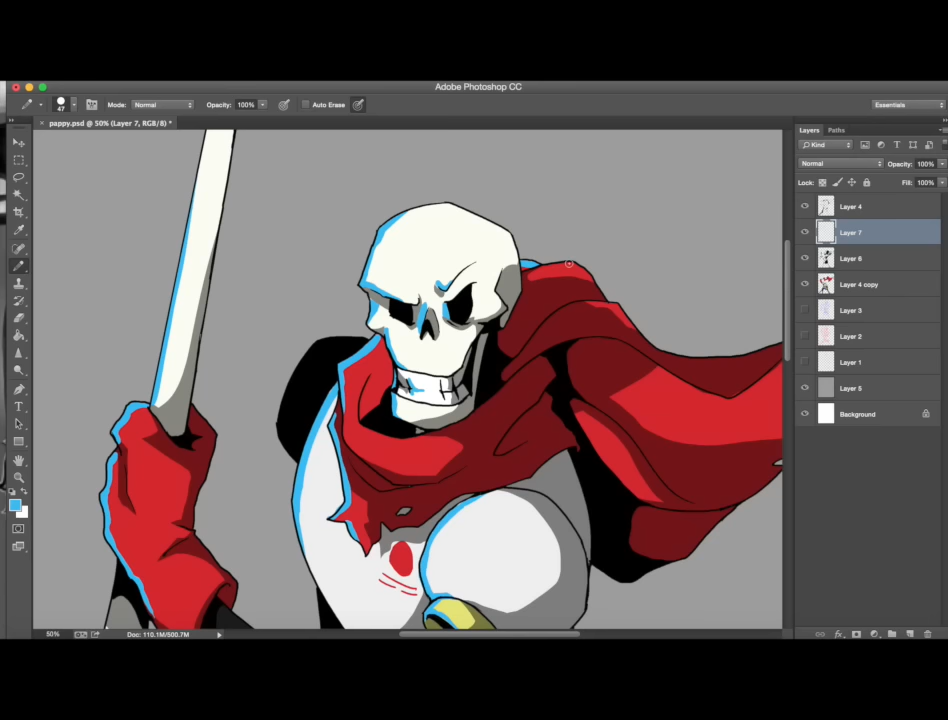 Adobe Photoshop CC
47
Mode: Normal
Opacity: 100%
Auto Erase
Essentials
× pappy.psd @ 50% (Layer 7, RGB/8) *
Layers Paths
Kind
Normal Opacity: 100%
Lock: Fill: 100%
Layer 4
Layer 7
Layer 6
Layer 4 copy
Layer 3
Layer 2
Layer 1
Layer 5
Background
50% Doc: 110.1M/500.7M